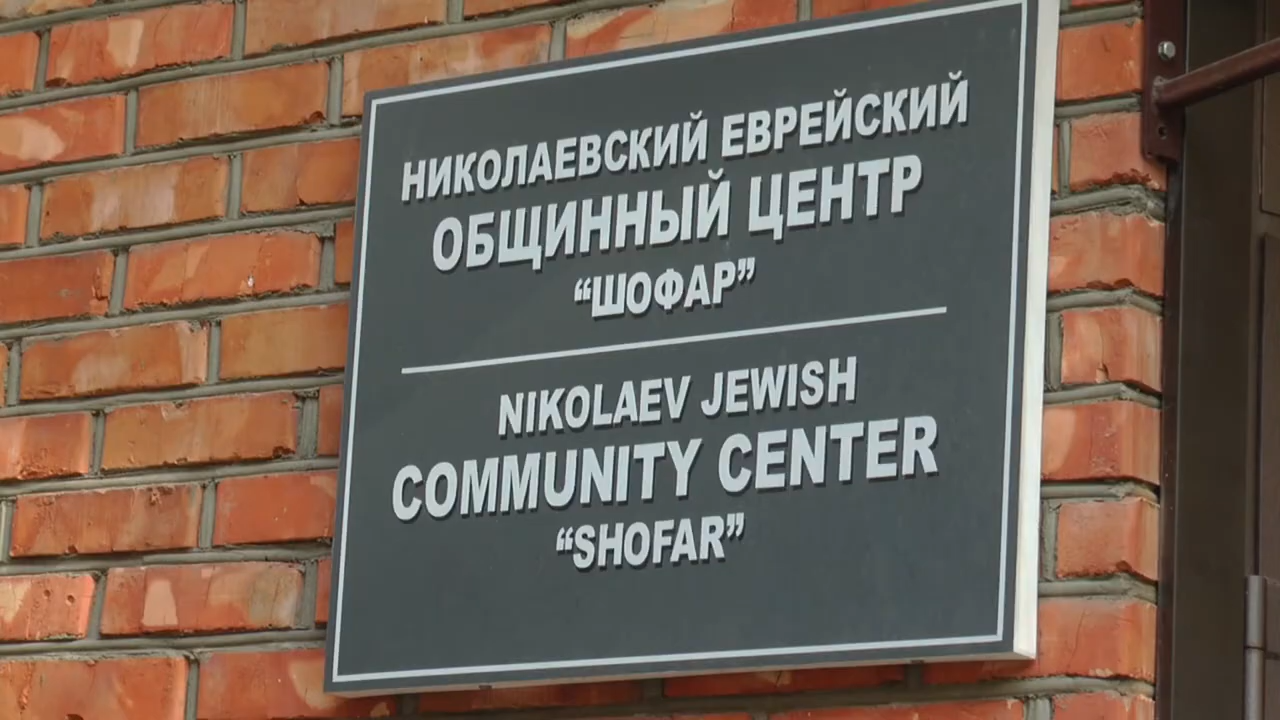 НИКОЛАЕВСКИЙ ЕВРЕЙСКИЙ
ОБЩИННЫЙ ЦЕНТР
“ШОФАР”
NIKOLAEV JEWISH
COMMUNITY CENTER
“SHOFAR”